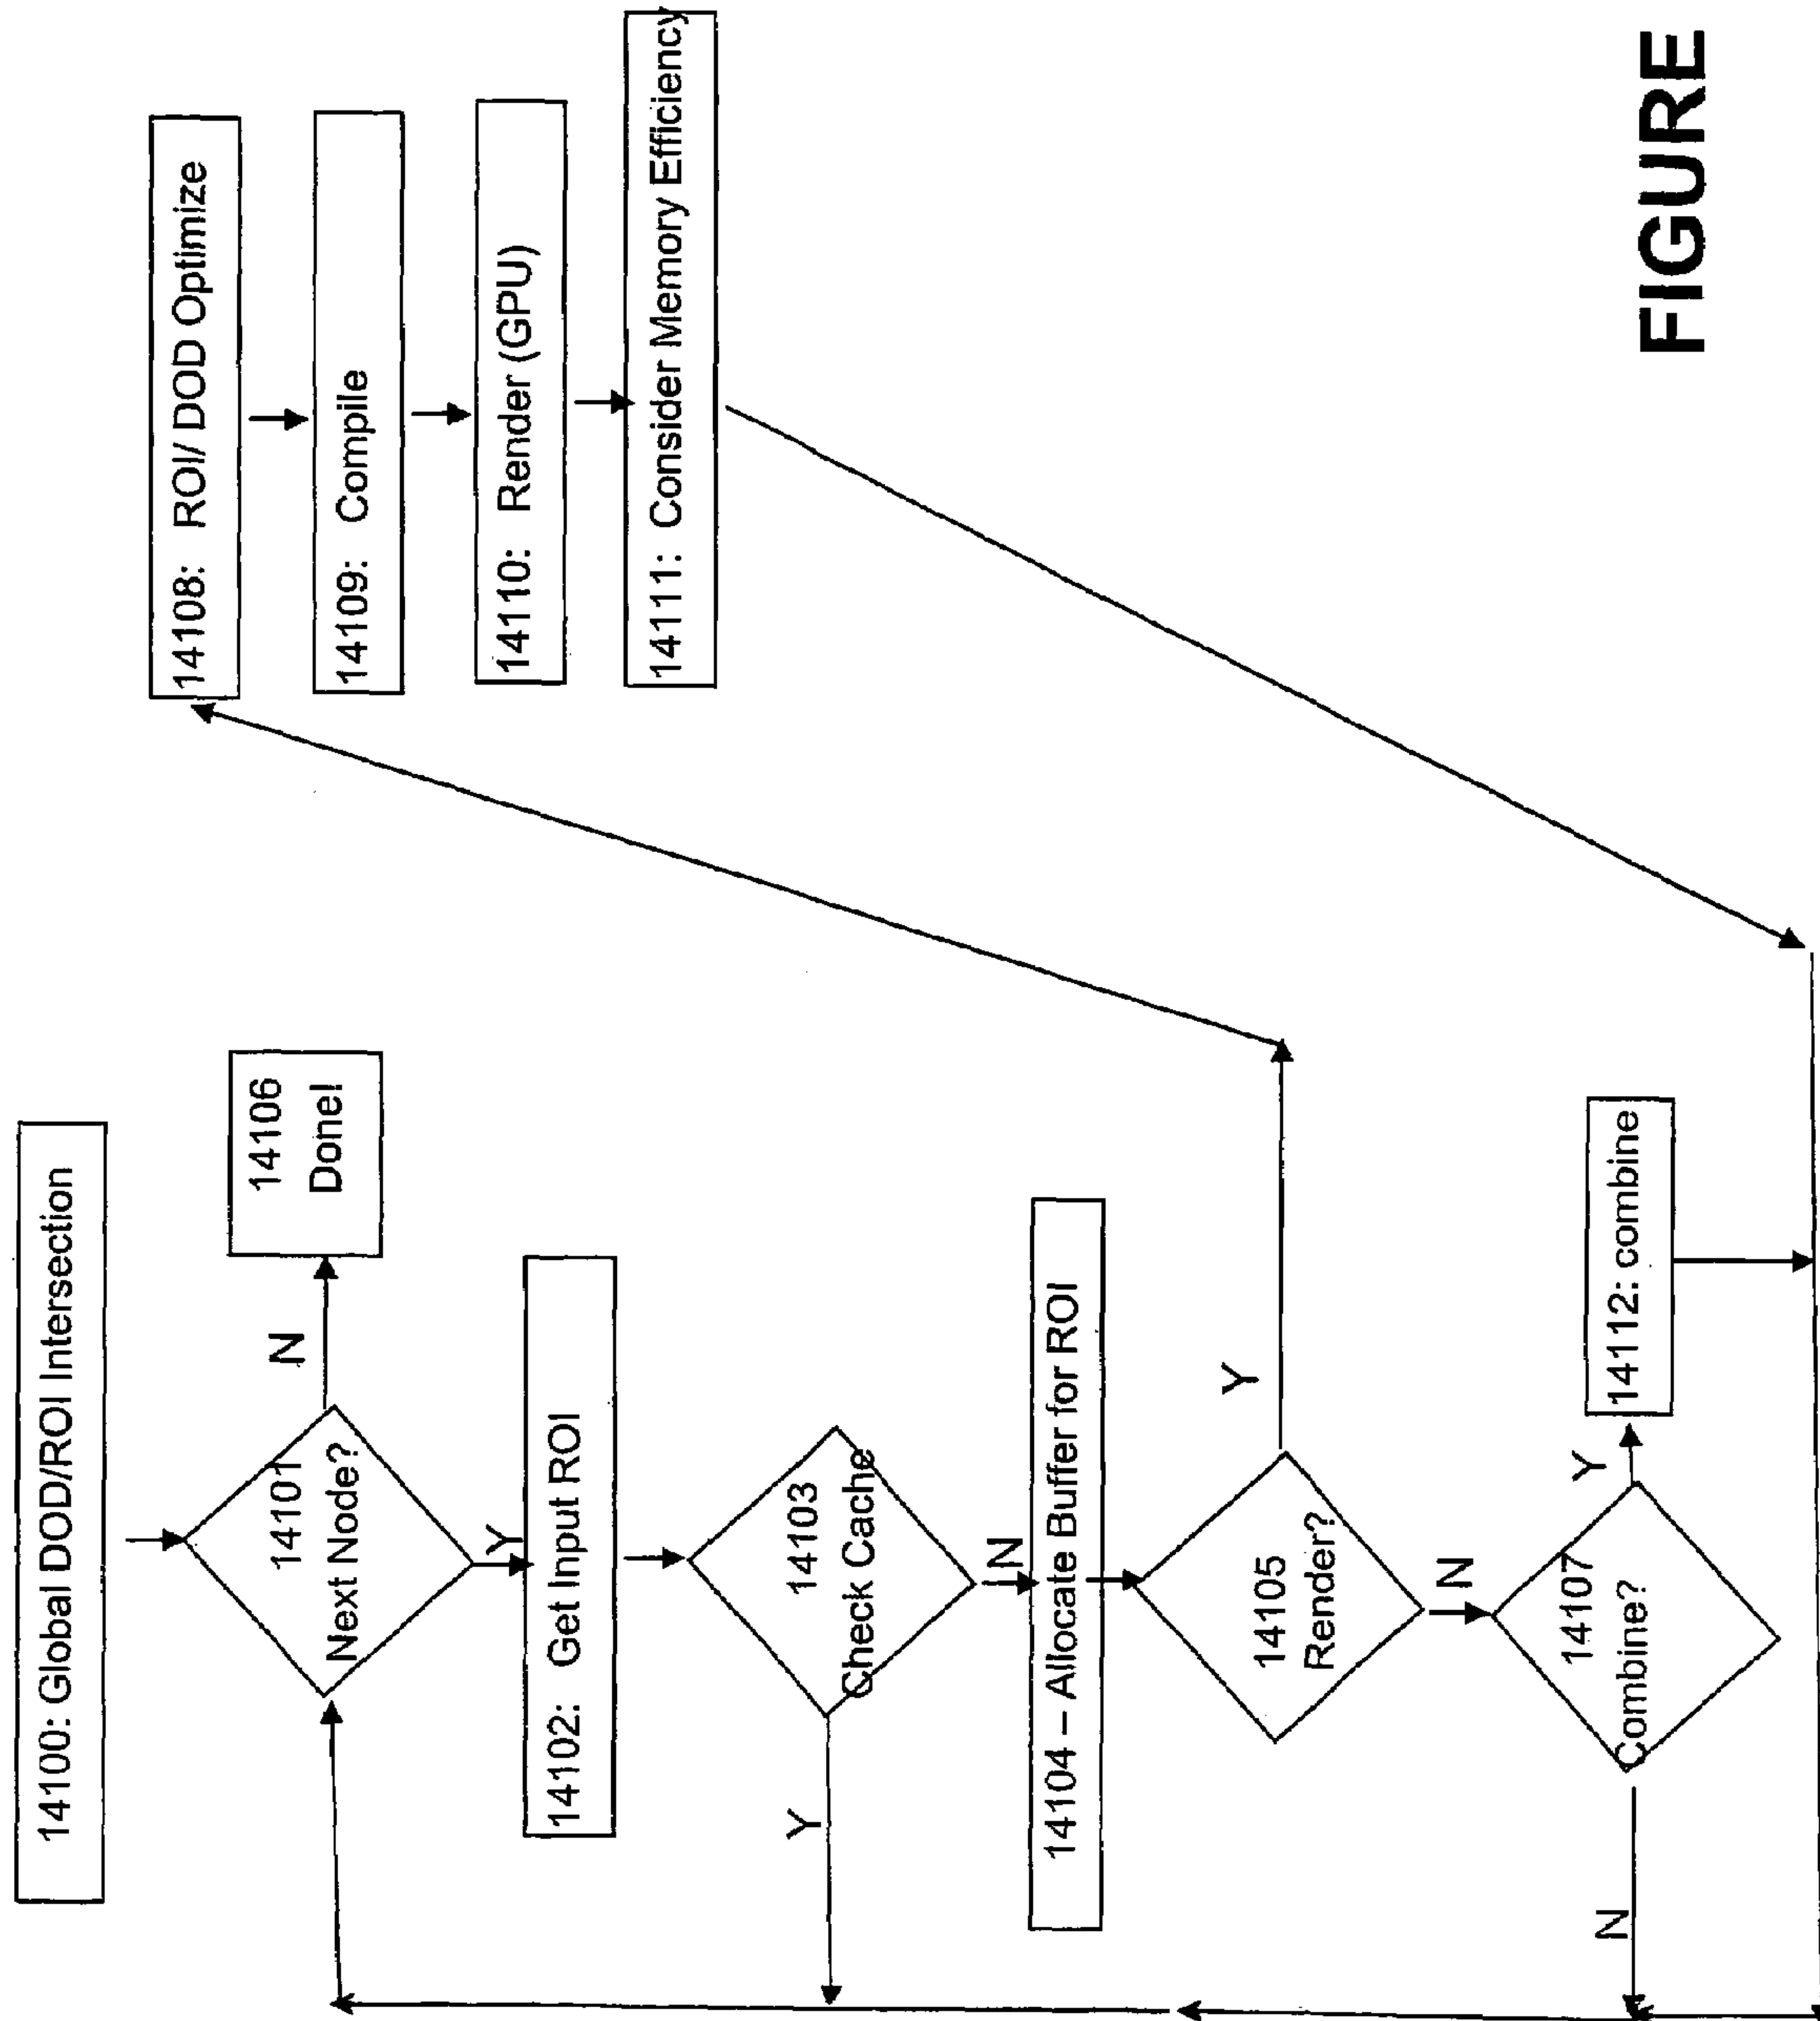 14100: Global DOD/ROI Intersection
14101
Next Node?
N
14106
Done!
Y
14102: Get Input ROI
14103
Check Cache
Y
N
14104 – Allocate Buffer for ROI
14105
Render?
Y
N
14107
Combine?
Y
N
14112: combine
14108: ROI/ DOD Optimize
14109: Compile
14110: Render (GPU)
14111: Consider Memory Efficiency
FIGURE